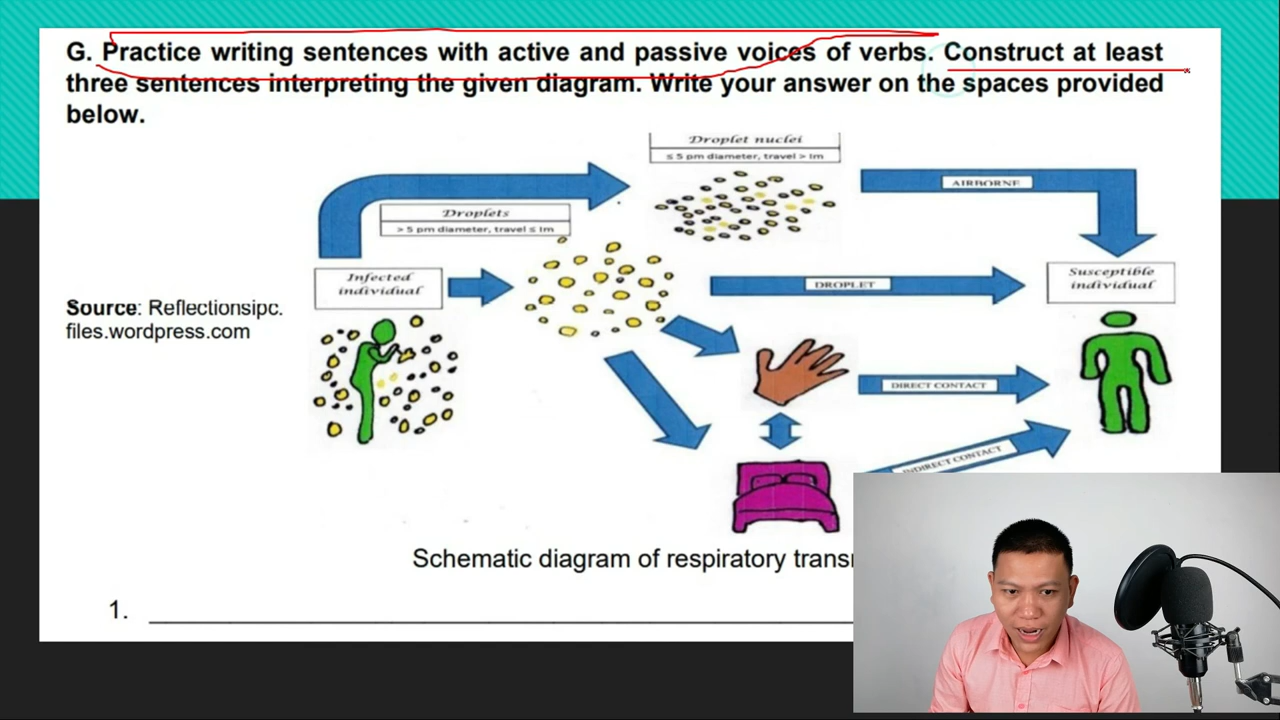 G. Practice writing sentences with active and passive voices of verbs. Construct at least
three sentences interpreting the given diagram. Write your answer on the spaces provided
below.
Droplet nuclei
≤ 5 pm diameter, travel > 1m
AIRBORNE
Droplets
> 5 pm diameter, travel ≤ 1m
Infected
individual
DROPLET
Susceptible
individual
Source: Reflectionsipc.
files.wordpress.com
DIRECT CONTACT
INDIRECT CONTACT
Schematic diagram of respiratory
1.